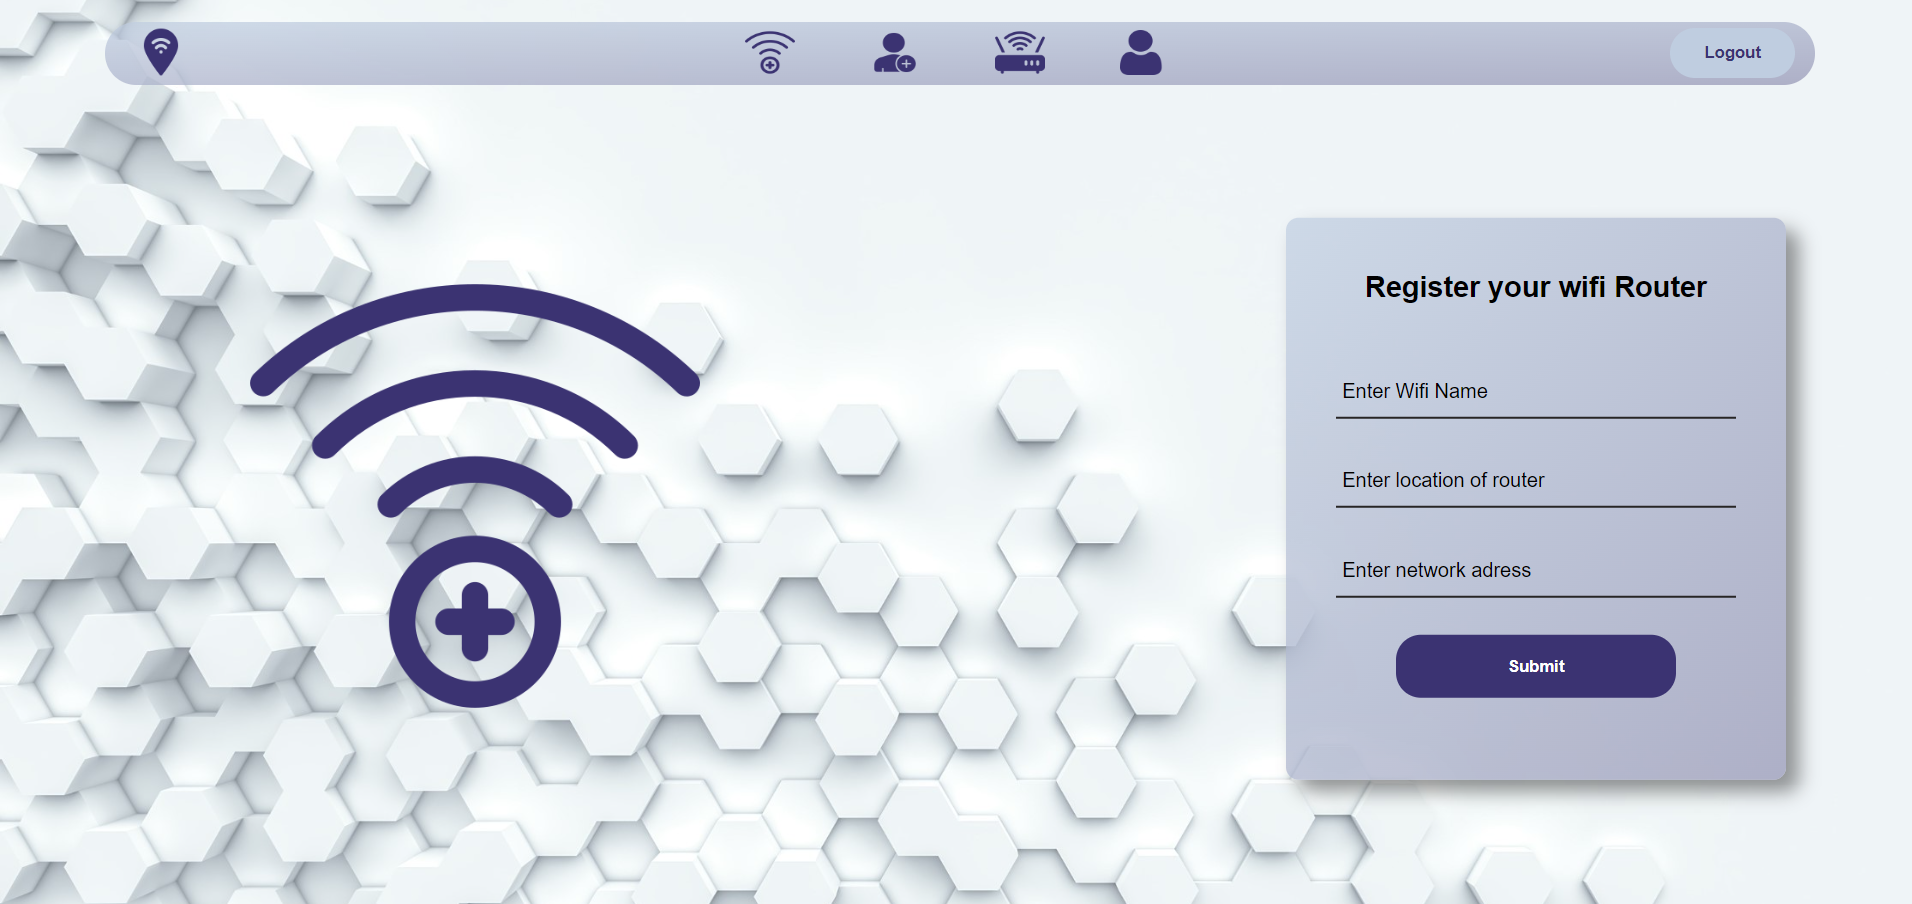 Logout
Register your wifi Router
Enter Wifi Name
Enter location of router
Enter network adress
Submit